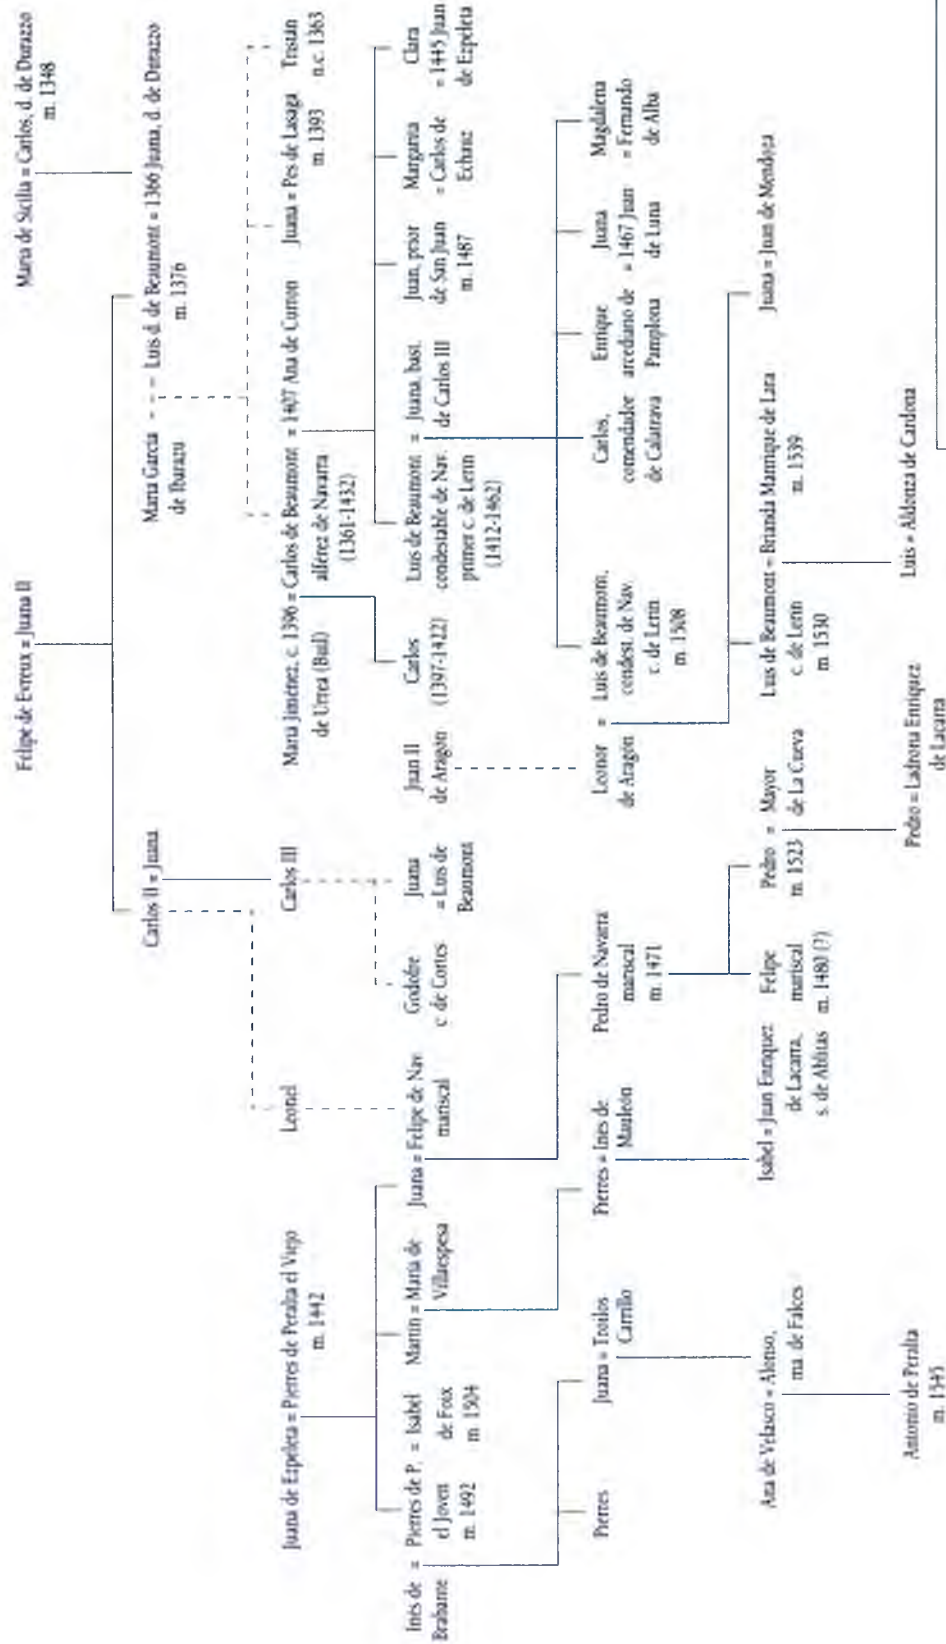 Felipe de Evreux = Juana II
María de Sicilia = Carlos, d. de Durazzo
m. 1348
Carlos II = Juana
María García
de Ibarazu
Luis d. de Beaumont = 1366 Juana, d. de Durazzo
m. 1376
Juana de Ezpeleta = Pierres de Peralta el Viejo
m. 1442
Leonel
Carlos III
María Jiménez, c. 1396 = Carlos de Beaumont = 1407 Ana de Curton
de Urrea (Bail)
alférez de Navarra
(1361-1432)
Juana = Pes de Lasaga
m. 1393
Tristán
n.c. 1363
Inés de = Pierres de P. = Isabel
Brabante
el Joven
m. 1492
de Foix
m. 1504
Martín = María de
Villaespesa
Juana = Felipe de Nav.
mariscal
Godofre
c. de Cortes
Juana
= Luis de
Beaumont
Juan II
de Aragón
Carlos
(1397-1422)
Luis de Beaumont = Juana, bast.
condestable de Nav.
primer c. de Lerín
(1412-1462)
de Carlos III
Juan, prior
de San Juan
m. 1487
Margarita
= Carlos de
Echauz
Clara
= 1445 Juan
de Ezpeleta
Pierres
Juana = Troilos
Carrillo
Pierres = Inés de
Mauleón
Pedro de Navarra
mariscal
m. 1471
Leonor =
de Aragón
Luis de Beaumont,
condest. de Nav.
c. de Lerín
m. 1508
Carlos,
comendador
de Calatrava
Enrique
arcediano de
Pamplona
Juana
= 1467 Juan
de Luna
Magdalena
= Fernando
de Alba
Ana de Velasco = Alonso,
ma. de Falces
Isabel = Juan Enríquez
de Lacarra,
s. de Ablitas
Felipe
mariscal
m. 1480 (?)
Pedro = Mayor
m. 1523
de La Cueva
Luis de Beaumont = Brianda Manrique de Lara
c. de Lerín
m. 1530
m. 1539
Juana = Juan de Mendoza
Antonio de Peralta
m. 1545
Pedro = Ladrona Enríquez
de Lacarra
Luis = Aldonza de Cardona